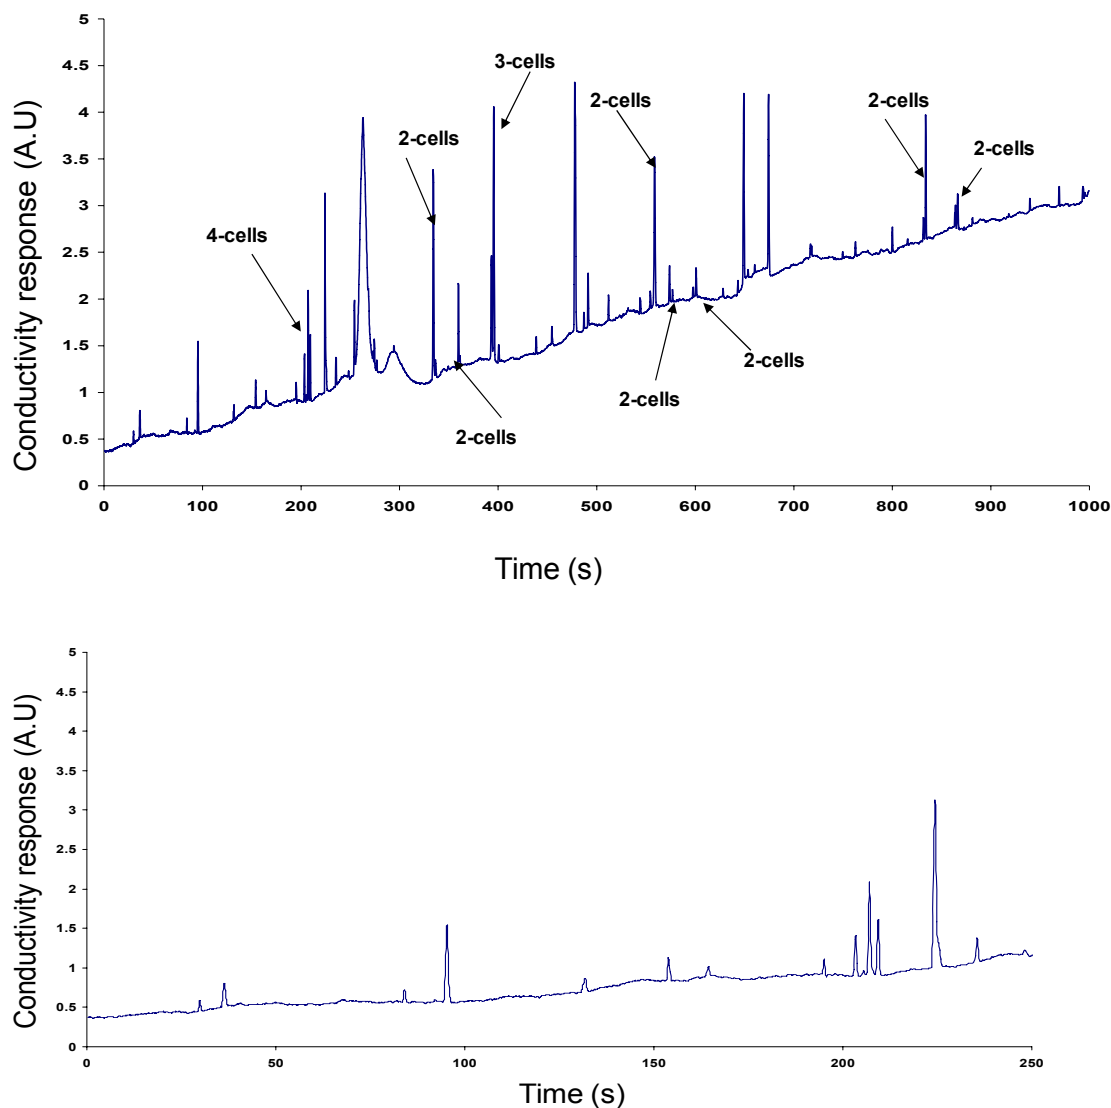 5
4.5
4
3.5
3
2.5
2
1.5
1
0.5
0
Conductivity response (A.U)
3-cells
2-cells
2-cells
2-cells
2-cells
4-cells
2-cells
2-cells
2-cells
0 100 200 300 400 500 600 700 800 900 1000
Time (s)
5
4.5
4
3.5
3
2.5
2
1.5
1
0.5
0
Conductivity response (A.U)
0 50 100 150 200 250
Time (s)